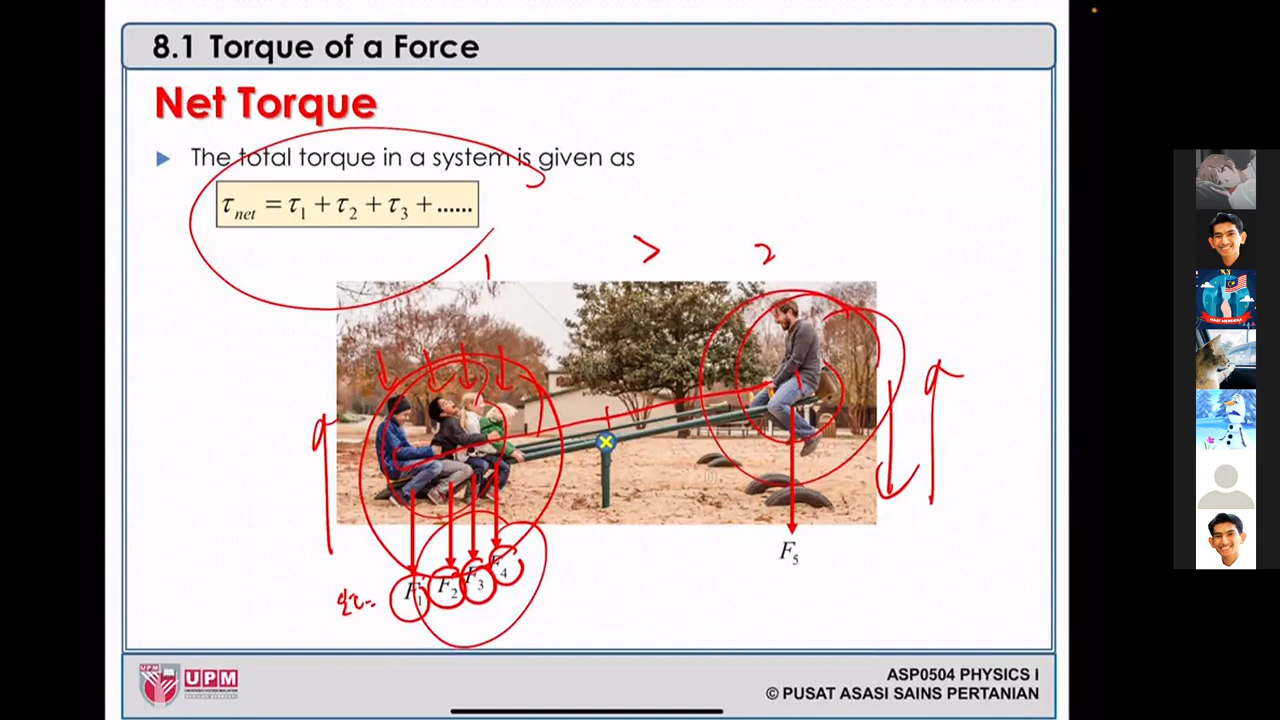 8.1 Torque of a Force
Net Torque
The total torque in a system is given as
τnet = τ1 + τ2 + τ3 + ......
1 > 2
F1 F2 F3 F4
F5
UPM
ASP0504 PHYSICS I
© PUSAT ASASI SAINS PERTANIAN